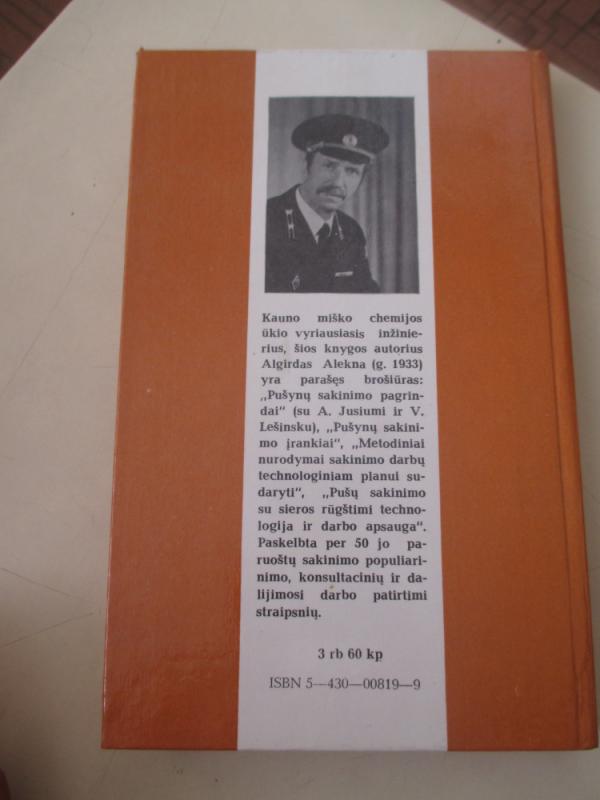 Kauno miško chemijos
ūkio vyriausiasis inžinie-
rius, šios knygos autorius
Algirdas Alekna (g. 1933)
yra parašęs brošiūras:
„Pušynų sakinimo pagrin-
dai“ (su A. Jusiumi ir V.
Lešinsku), „Pušynų sakini-
mo įrankiai“, „Metodiniai
nurodymai sakinimo darbų
technologiniam planui su-
daryti“, „Pušų sakinimo
su sieros rūgštimi techno-
logija ir darbo apsauga“.
Paskelbta per 50 jo pa-
ruoštų sakinimo populiari-
nimo, konsultacinių ir da-
lijimosi darbo patirtimi
straipsnių.
3 rb 60 kp
ISBN 5—430—00819—9